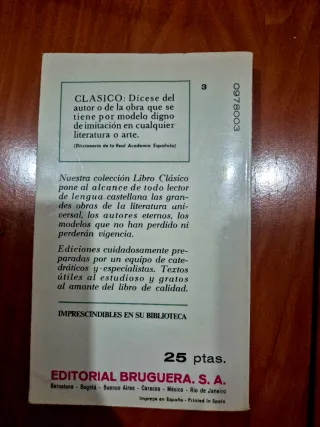 CLASICO: Dícese del
autor o de la obra que se
tiene por modelo digno
de imitación en cualquier
literatura o arte.
(Diccionario de la Real Academia Española)
3
0978003
Nuestra colección Libro Clásico
pone al alcance de todo lector
de lengua castellana las gran-
des obras de la literatura uni-
versal, los autores eternos, los
modelos que no han perdido ni
perderán vigencia.
Ediciones cuidadosamente pre-
paradas por un equipo de cate-
dráticos y especialistas. Textos
útiles al estudioso y gratos
al amante del libro de calidad.
IMPRESCINDIBLES EN SU BIBLIOTECA
25 ptas.
EDITORIAL BRUGUERA, S. A.
Barcelona - Bogotá - Buenos Aires - Caracas - México - Rio de Janeiro
Impreso en España - Printed in Spain